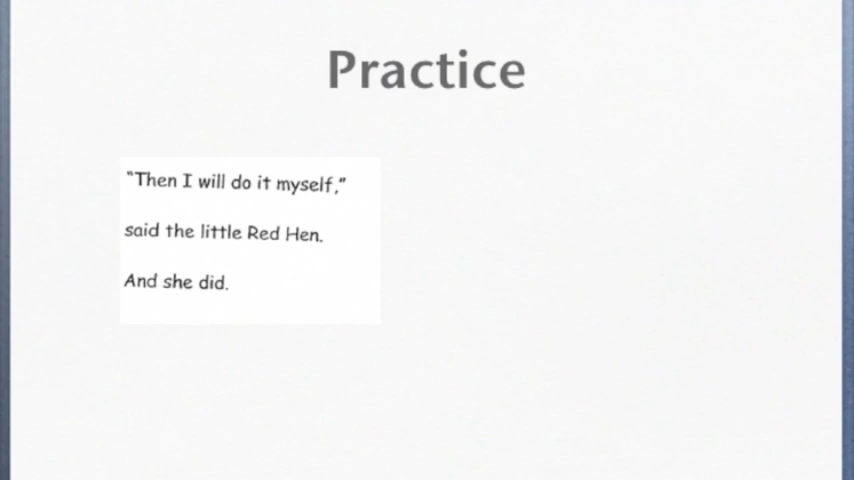 Practice
“Then I will do it myself,”
said the little Red Hen.
And she did.